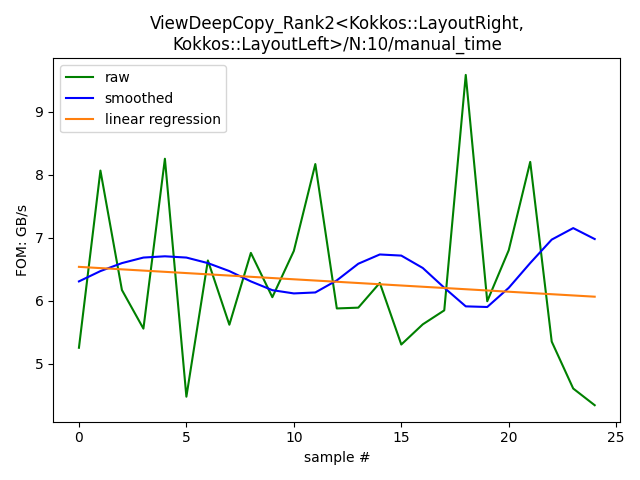 ViewDeepCopy_Rank2<Kokkos::LayoutRight,
Kokkos::LayoutLeft>/N:10/manual_time
raw
smoothed
linear regression
FOM: GB/s
9
8
7
6
5
0
5
10
15
20
25
sample #